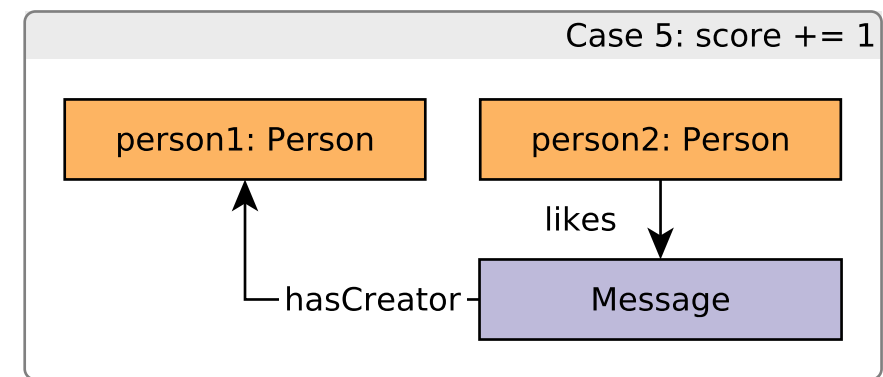 Case 5: score += 1
person1: Person
person2: Person
likes
hasCreator
Message